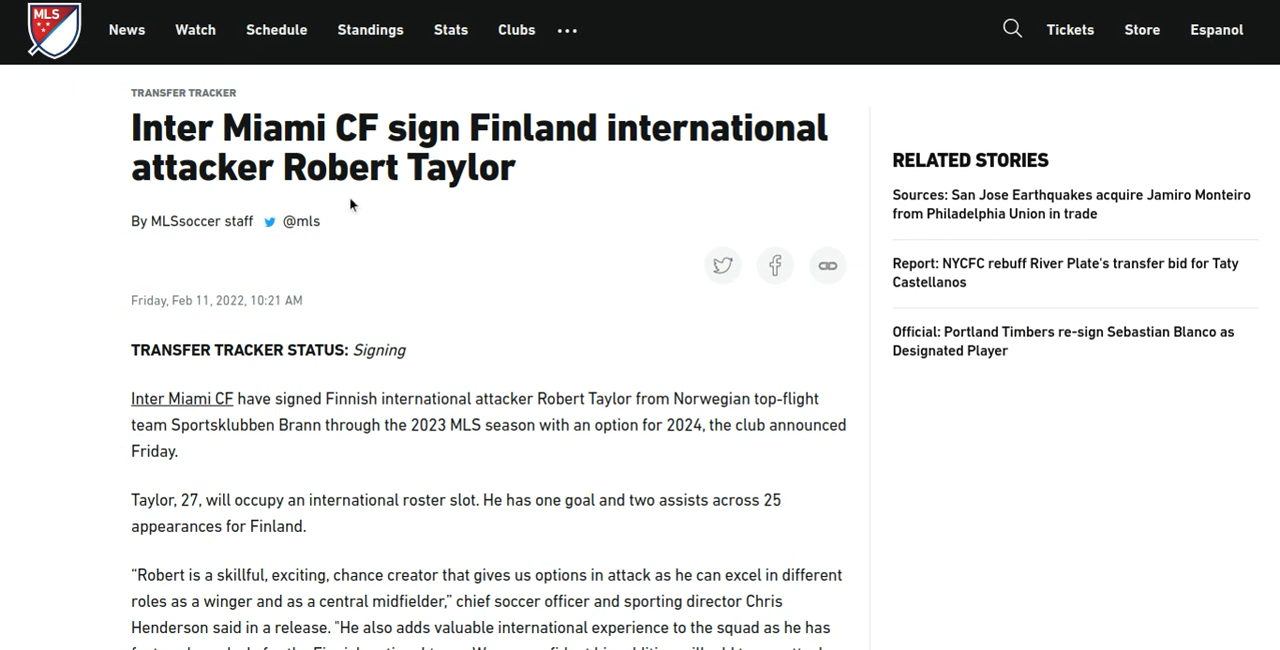 MLS
News
Watch
Schedule
Standings
Stats
Clubs
Tickets
Store
Espanol
TRANSFER TRACKER
Inter Miami CF sign Finland international
attacker Robert Taylor
By MLSsoccer staff @mls
Friday, Feb 11, 2022, 10:21 AM
TRANSFER TRACKER STATUS: Signing
Inter Miami CF have signed Finnish international attacker Robert Taylor from Norwegian top-flight
team Sportsklubben Brann through the 2023 MLS season with an option for 2024, the club announced
Friday.
Taylor, 27, will occupy an international roster slot. He has one goal and two assists across 25
appearances for Finland.
“Robert is a skillful, exciting, chance creator that gives us options in attack as he can excel in different
roles as a winger and as a central midfielder,” chief soccer officer and sporting director Chris
Henderson said in a release. "He also adds valuable international experience to the squad as he has
RELATED STORIES
Sources: San Jose Earthquakes acquire Jamiro Monteiro
from Philadelphia Union in trade
Report: NYCFC rebuff River Plate's transfer bid for Taty
Castellanos
Official: Portland Timbers re-sign Sebastian Blanco as
Designated Player